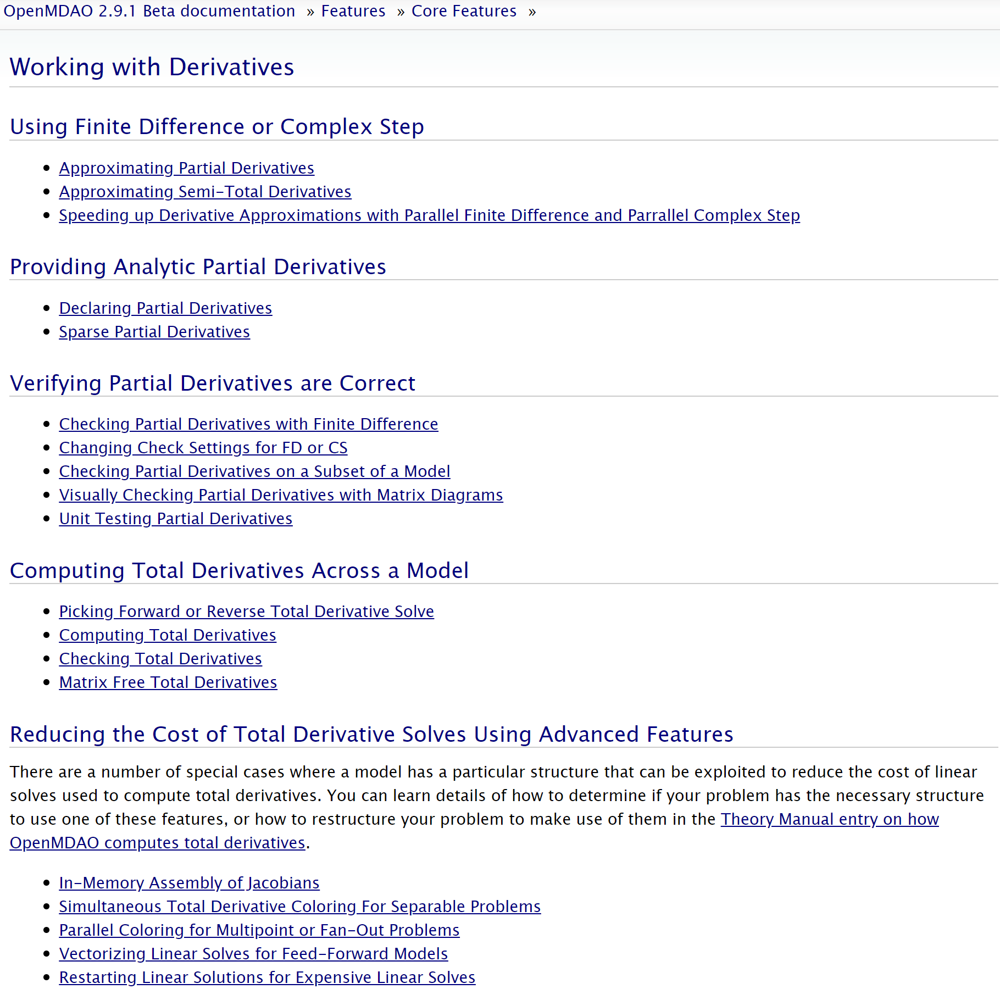 OpenMDAO 2.9.1 Beta documentation » Features » Core Features »
Working with Derivatives
Using Finite Difference or Complex Step
• Approximating Partial Derivatives
• Approximating Semi-Total Derivatives
• Speeding up Derivative Approximations with Parallel Finite Difference and Parrallel Complex Step
Providing Analytic Partial Derivatives
• Declaring Partial Derivatives
• Sparse Partial Derivatives
Verifying Partial Derivatives are Correct
• Checking Partial Derivatives with Finite Difference
• Changing Check Settings for FD or CS
• Checking Partial Derivatives on a Subset of a Model
• Visually Checking Partial Derivatives with Matrix Diagrams
• Unit Testing Partial Derivatives
Computing Total Derivatives Across a Model
• Picking Forward or Reverse Total Derivative Solve
• Computing Total Derivatives
• Checking Total Derivatives
• Matrix Free Total Derivatives
Reducing the Cost of Total Derivative Solves Using Advanced Features
There are a number of special cases where a model has a particular structure that can be exploited to reduce the cost of linear
solves used to compute total derivatives. You can learn details of how to determine if your problem has the necessary structure
to use one of these features, or how to restructure your problem to make use of them in the Theory Manual entry on how
OpenMDAO computes total derivatives.
• In-Memory Assembly of Jacobians
• Simultaneous Total Derivative Coloring For Separable Problems
• Parallel Coloring for Multipoint or Fan-Out Problems
• Vectorizing Linear Solves for Feed-Forward Models
• Restarting Linear Solutions for Expensive Linear Solves